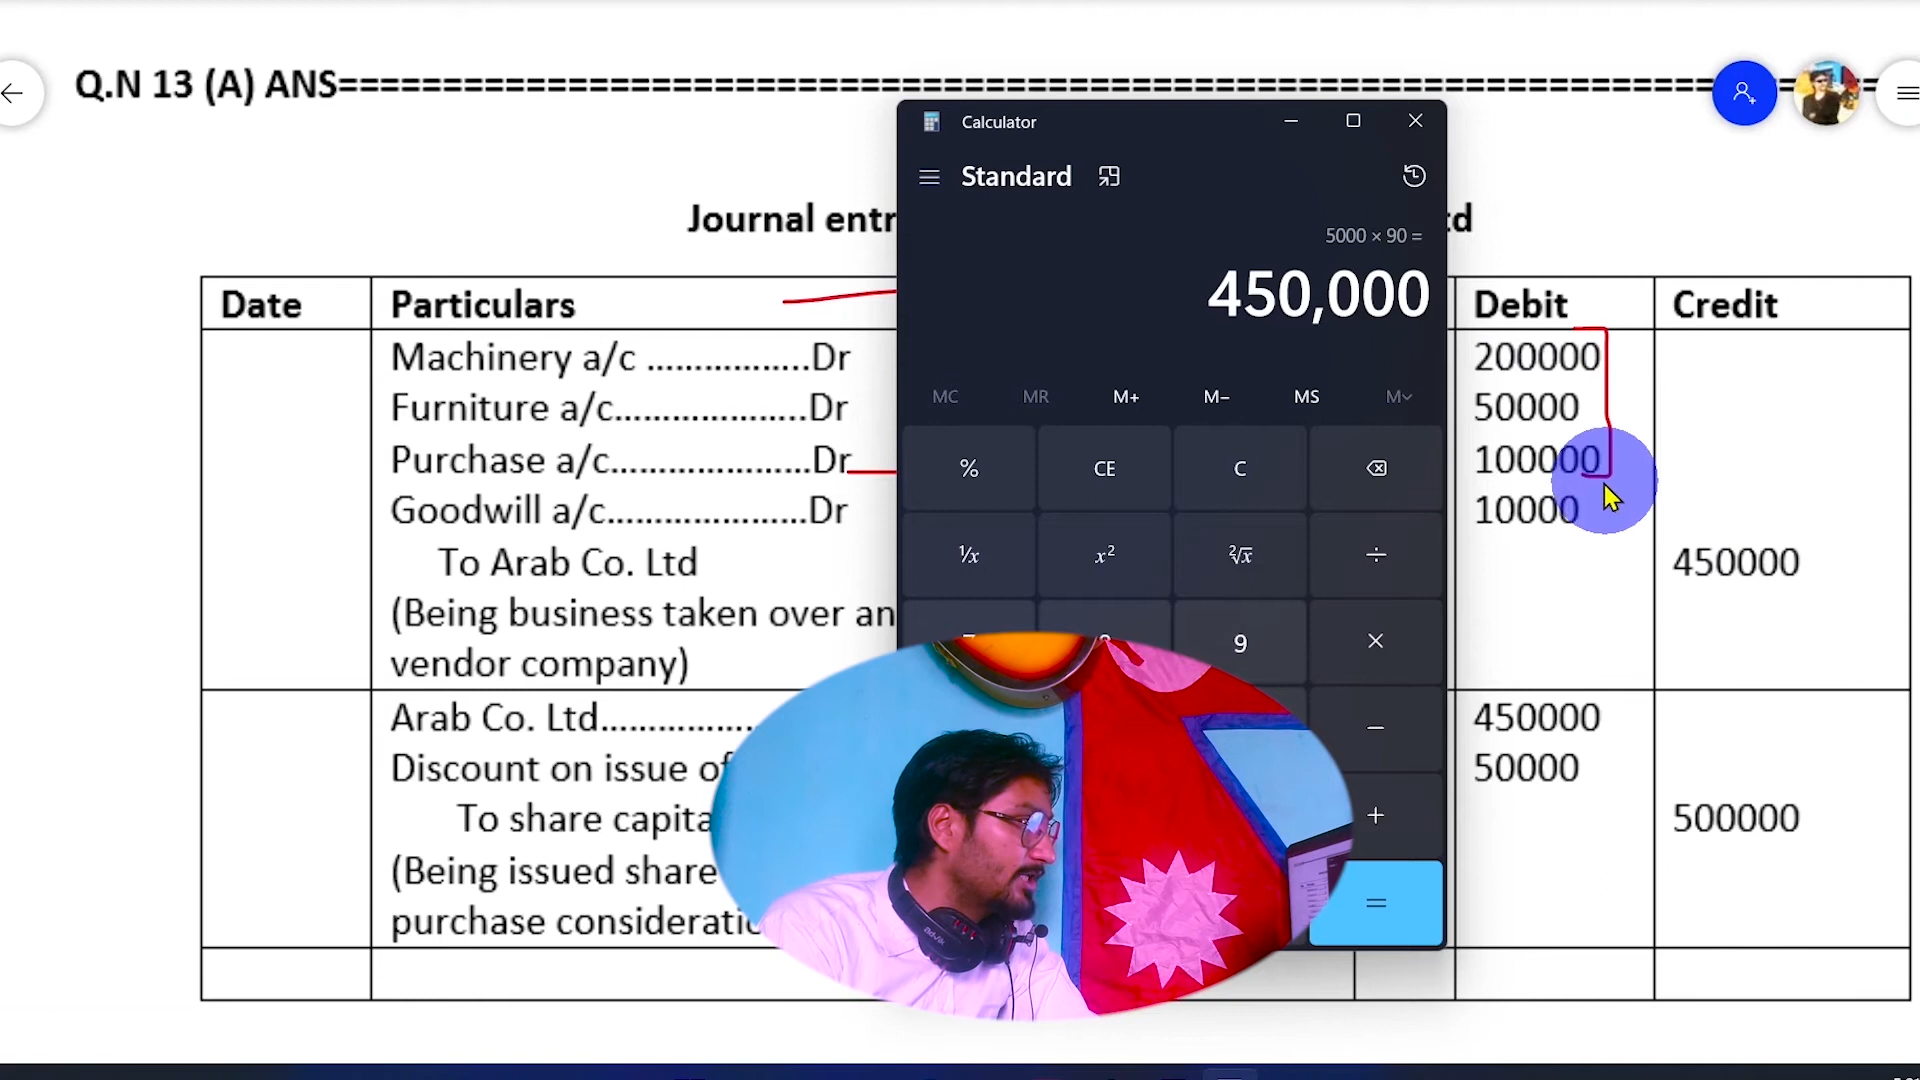 Q.N 13 (A) ANS====================================================================
Calculator
Standard
Journal entr
td
5000 × 90 =
450,000
Date Particulars Debit Credit
Machinery a/c ................Dr 200000
Furniture a/c....................Dr 50000
MC MR M+ M− MS M
Purchase a/c.....................Dr 100000
% CE C
Goodwill a/c.....................Dr 10000
¹/x x² ²√x ÷
To Arab Co. Ltd 450000
(Being business taken over an
9 ×
vendor company)
Arab Co. Ltd................ 450000
−
Discount on issue of 50000
To share capita 500000
+
(Being issued share
purchase consideratio
=